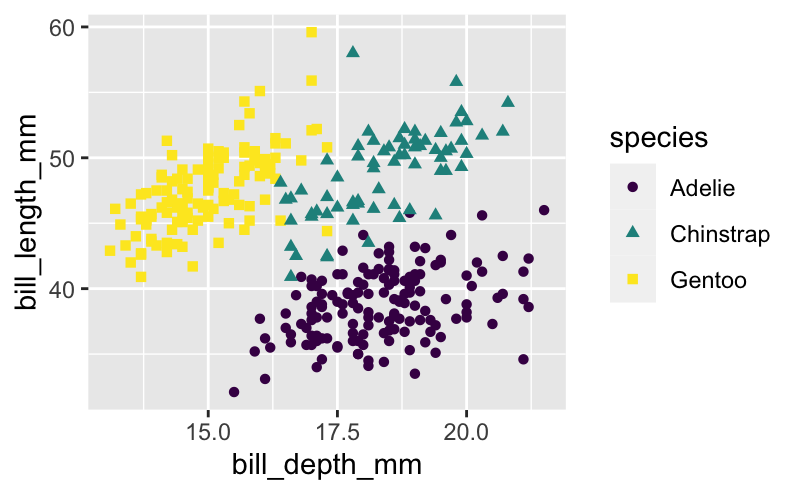 60
50
40
bill_length_mm
15.0 17.5 20.0
bill_depth_mm
species
Adelie
Chinstrap
Gentoo